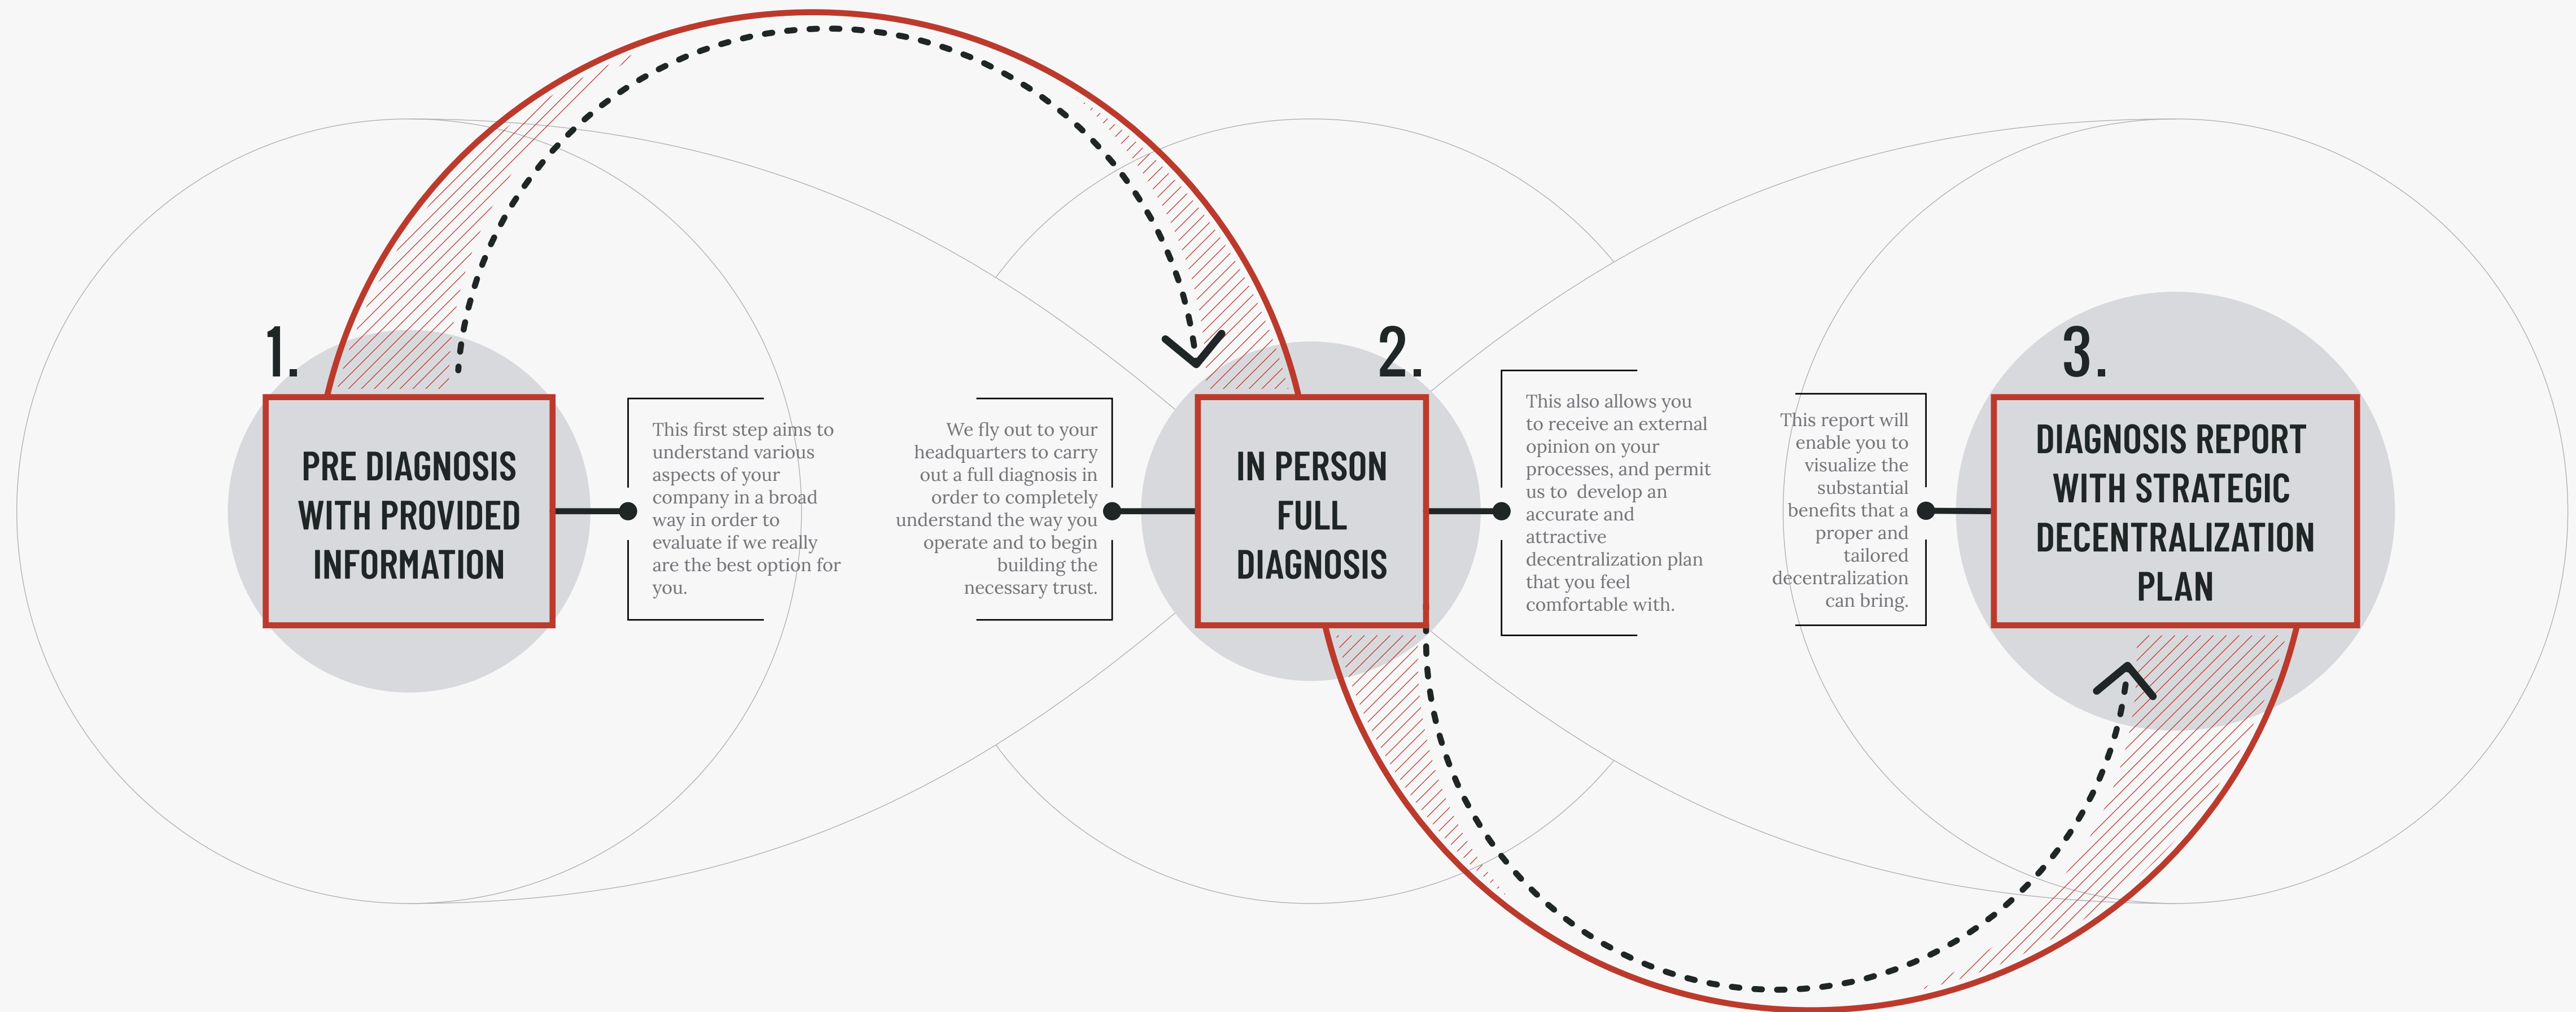 1.
PRE DIAGNOSIS
WITH PROVIDED
INFORMATION
This first step aims to
understand various
aspects of your
company in a broad
way in order to
evaluate if we really
are the best option for
you.
We fly out to your
headquarters to carry
out a full diagnosis in
order to completely
understand the way you
operate and to begin
building the
necessary trust.
2.
IN PERSON
FULL
DIAGNOSIS
This also allows you
to receive an external
opinion on your
processes, and permit
us to  develop an
accurate and
attractive
decentralization plan
that you feel
comfortable with.
This report will
enable you to
visualize the
substantial
benefits that a
proper and
tailored
decentralization
can bring.
3.
DIAGNOSIS REPORT
WITH STRATEGIC
DECENTRALIZATION
PLAN